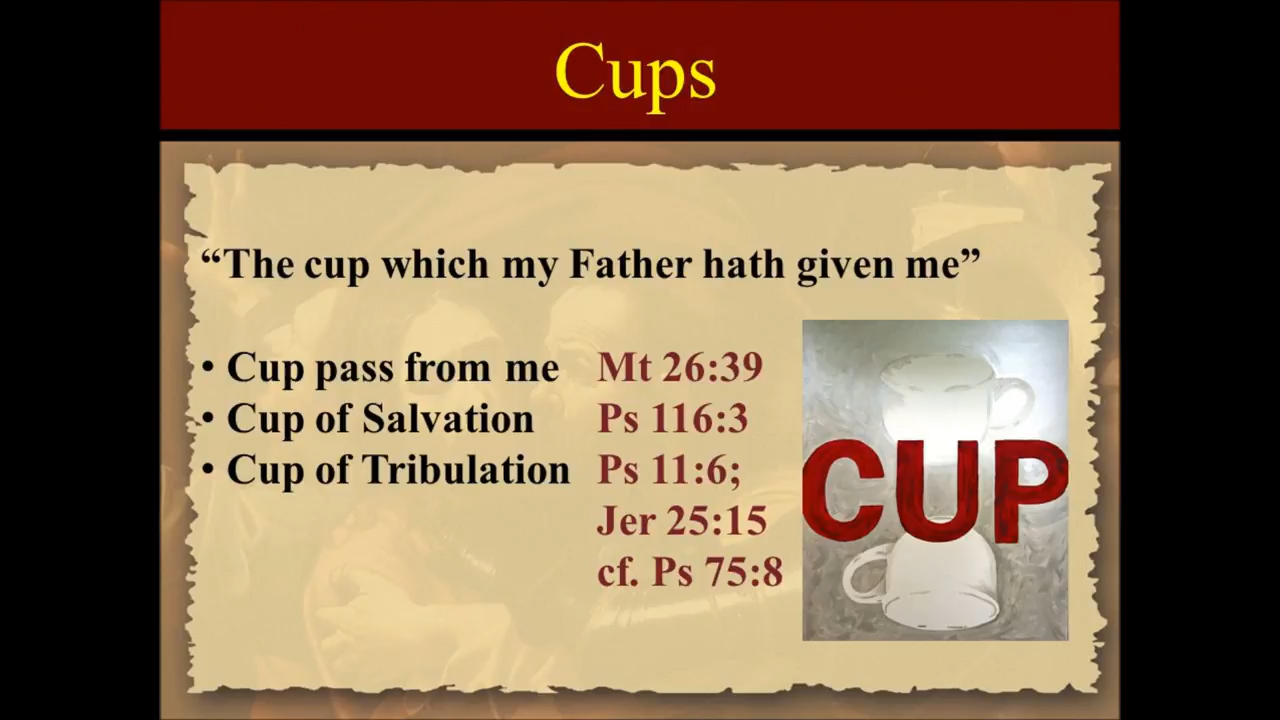 Cups
“The cup which my Father hath given me”
• Cup pass from me Mt 26:39
• Cup of Salvation Ps 116:3
• Cup of Tribulation Ps 11:6;
Jer 25:15
cf. Ps 75:8
CUP